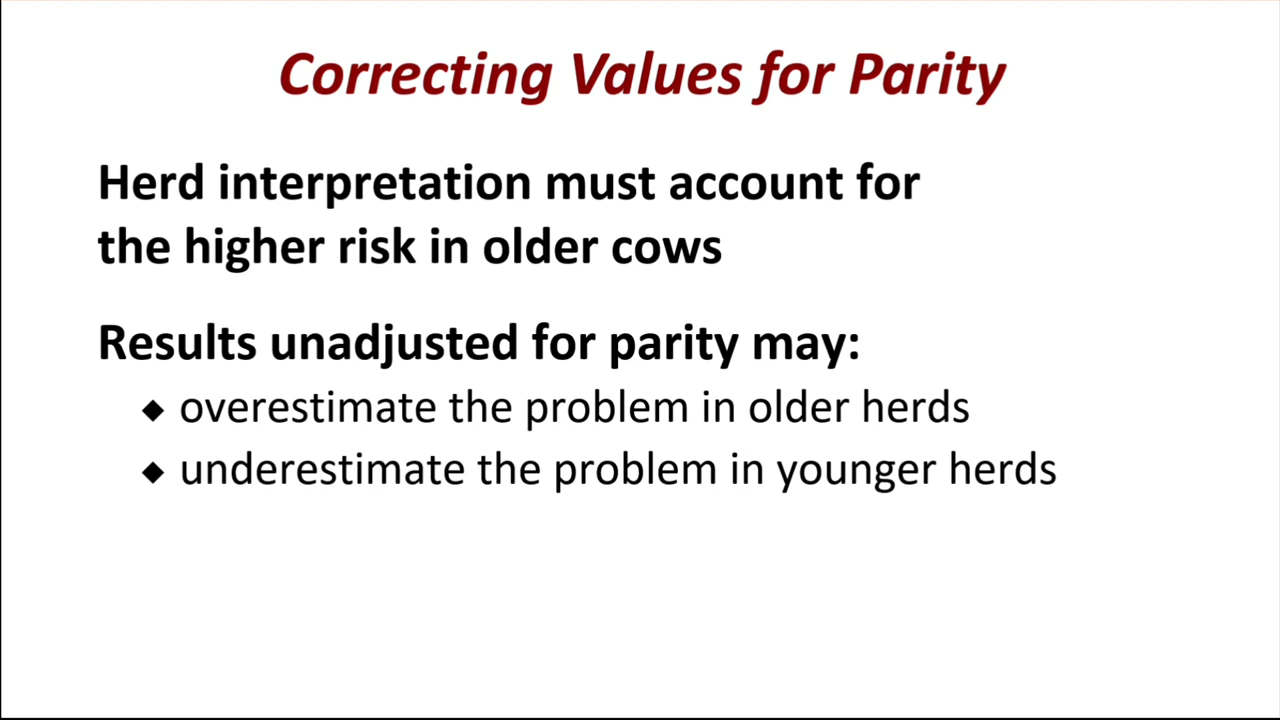 Correcting Values for Parity
Herd interpretation must account for
the higher risk in older cows
Results unadjusted for parity may:
◆ overestimate the problem in older herds
◆ underestimate the problem in younger herds